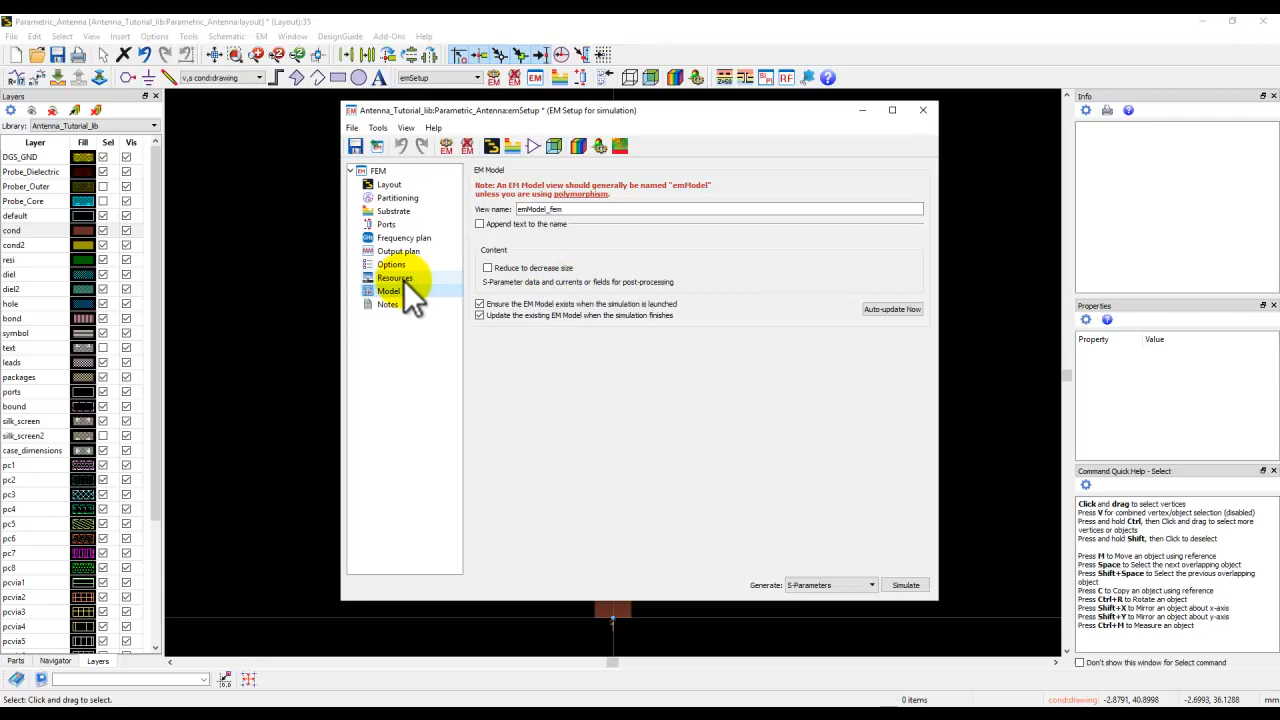 Parametric_Antenna [Antenna_Tutorial_lib:Parametric_Antenna:layout] * (Layout):35
File Edit Select View Insert Options Tools Schematic EM Window DesignGuide Add-Ons Help
v,s cond:drawing
emSetup
EM EM EM
SI PI RF
Layers
Library: Antenna_Tutorial_lib
Layer Fill Sel Vis
DGS_GND
Probe_Dielectric
Prober_Outer
Probe_Core
default
cond
cond2
resi
diel
diel2
hole
bond
symbol
text
leads
packages
ports
bound
silk_screen
silk_screen2
case_dimensions
pc1
pc2
pc3
pc4
pc5
pc6
pc7
pc8
pcvia1
pcvia2
pcvia3
pcvia4
pcvia5
Parts Navigator Layers
Antenna_Tutorial_lib:Parametric_Antenna:emSetup * (EM Setup for simulation)
File Tools View Help
FEM
Layout
Partitioning
Substrate
Ports
Frequency plan
Output plan
Options
Resources
Model
Notes
EM Model
Note: An EM Model view should generally be named "emModel"
unless you are using polymorphism.
View name: emModel_fem
Append text to the name
Content
Reduce to decrease size
S-Parameter data and currents or fields for post-processing
Ensure the EM Model exists when the simulation is launched
Update the existing EM Model when the simulation finishes
Auto-update Now
Generate: S-Parameters Simulate
Info
Properties
Property Value
Command Quick Help - Select
Click and drag to select vertices
Press V for combined vertex/object selection (disabled)
Press and hold Ctrl, then Click and drag to select more
vertices or objects
Press and hold Shift, then Click to deselect
Press M to Move an object using reference
Press Space to Select the next overlapping object
Press Shift+Space to Select the previous overlapping
object
Press C to Copy an object using reference
Press Ctrl+R to Rotate an object
Press Shift+X to Mirror an object about x-axis
Press Shift+Y to Mirror an object about y-axis
Press Ctrl+M to Measure an object
Don't show this window for Select command
Select: Click and drag to select.
0 items
cond:drawing -2.8791, 40.8998 -2.6993, 36.1288 mm